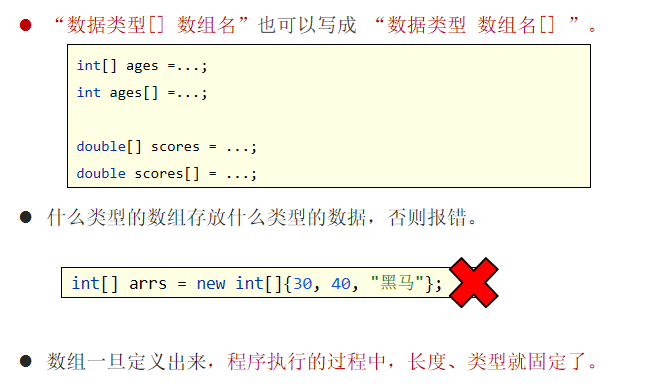 ● “数据类型[] 数组名”也可以写成 “数据类型 数组名[] ”。
int[] ages =...;
int ages[] =...;
double[] scores = ...;
double scores[] = ...;
● 什么类型的数组存放什么类型的数据，否则报错。
int[] arrs = new int[]{30, 40, "黑马"};
● 数组一旦定义出来，程序执行的过程中，长度、类型就固定了。